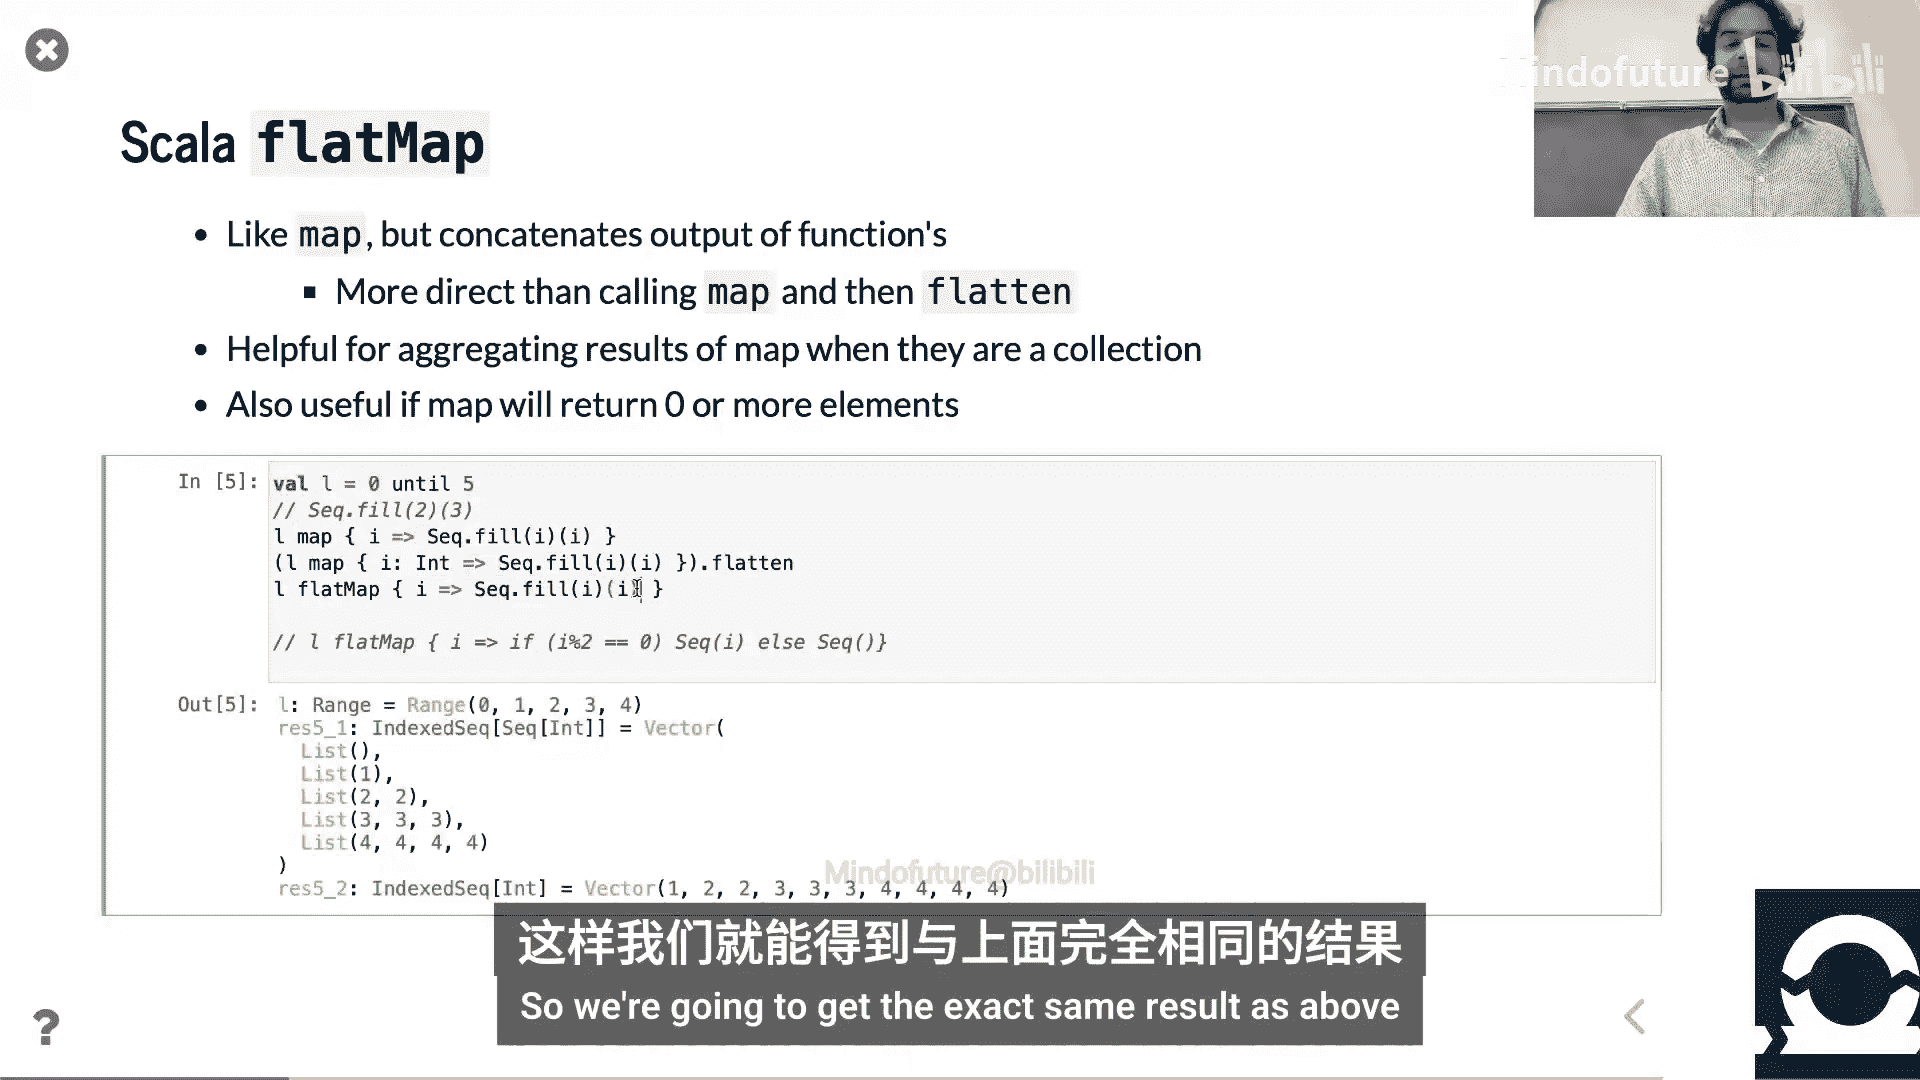 Mindofuture bilibili
Scala flatMap
Like map, but concatenates output of function's
More direct than calling map and then flatten
Helpful for aggregating results of map when they are a collection
Also useful if map will return 0 or more elements
In [5]: val l = 0 until 5
// Seq.fill(2)(3)
l map { i => Seq.fill(i)(i) }
(l map { i: Int => Seq.fill(i)(i) }).flatten
l flatMap { i => Seq.fill(i)(i) }
// l flatMap { i => if (i%2 == 0) Seq(i) else Seq()}
Out[5]: l: Range = Range(0, 1, 2, 3, 4)
res5_1: IndexedSeq[Seq[Int]] = Vector(
List(),
List(1),
List(2, 2),
List(3, 3, 3),
List(4, 4, 4, 4)
)
Mindofuture@bilibili
res5_2: IndexedSeq[Int] = Vector(1, 2, 2, 3, 3, 3, 4, 4, 4, 4)
这样我们就能得到与上面完全相同的结果
So we're going to get the exact same result as above
?